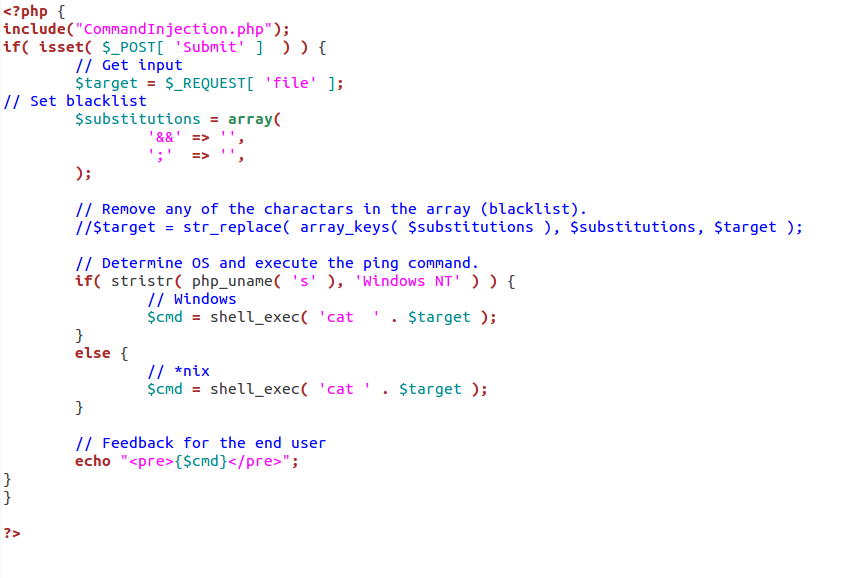 <?php {
include("CommandInjection.php");
if( isset( $_POST[ 'Submit' ]  ) ) {
        // Get input
        $target = $_REQUEST[ 'file' ];
// Set blacklist
        $substitutions = array(
                '&&' => '',
                ';'  => '',
        );

        // Remove any of the charactars in the array (blacklist).
        //$target = str_replace( array_keys( $substitutions ), $substitutions, $target );

        // Determine OS and execute the ping command.
        if( stristr( php_uname( 's' ), 'Windows NT' ) ) {
                // Windows
                $cmd = shell_exec( 'cat  ' . $target );
        }
        else {
                // *nix
                $cmd = shell_exec( 'cat ' . $target );
        }

        // Feedback for the end user
        echo "<pre>{$cmd}</pre>";
}
}

?>